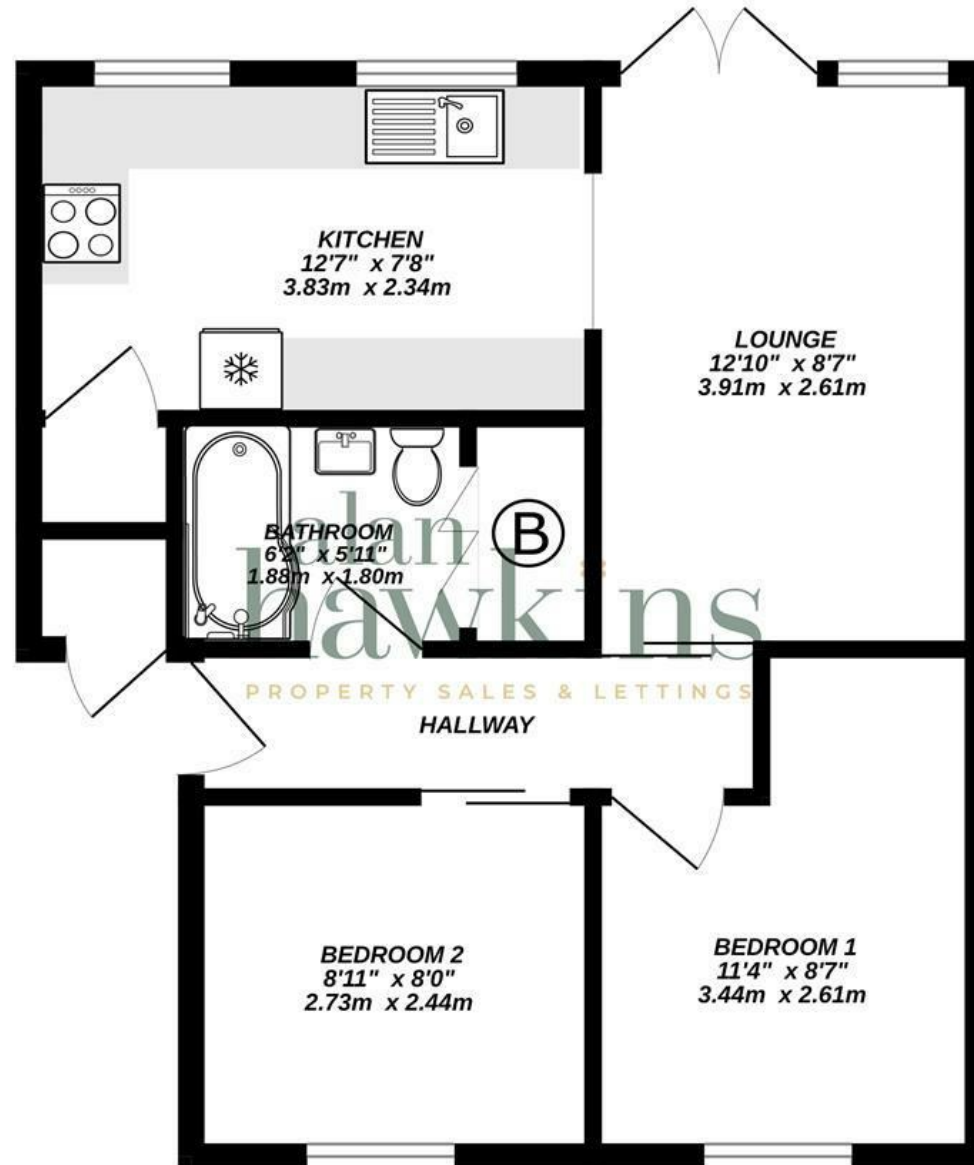 KITCHEN
12'7" x 7'8"
3.83m x 2.34m
LOUNGE
12'10" x 8'7"
3.91m x 2.61m
BATHROOM
6'2" x 5'11"
1.88m x 1.80m
B
alan
hawkins
PROPERTY SALES & LETTINGS
HALLWAY
BEDROOM 2
8'11" x 8'0"
2.73m x 2.44m
BEDROOM 1
11'4" x 8'7"
3.44m x 2.61m